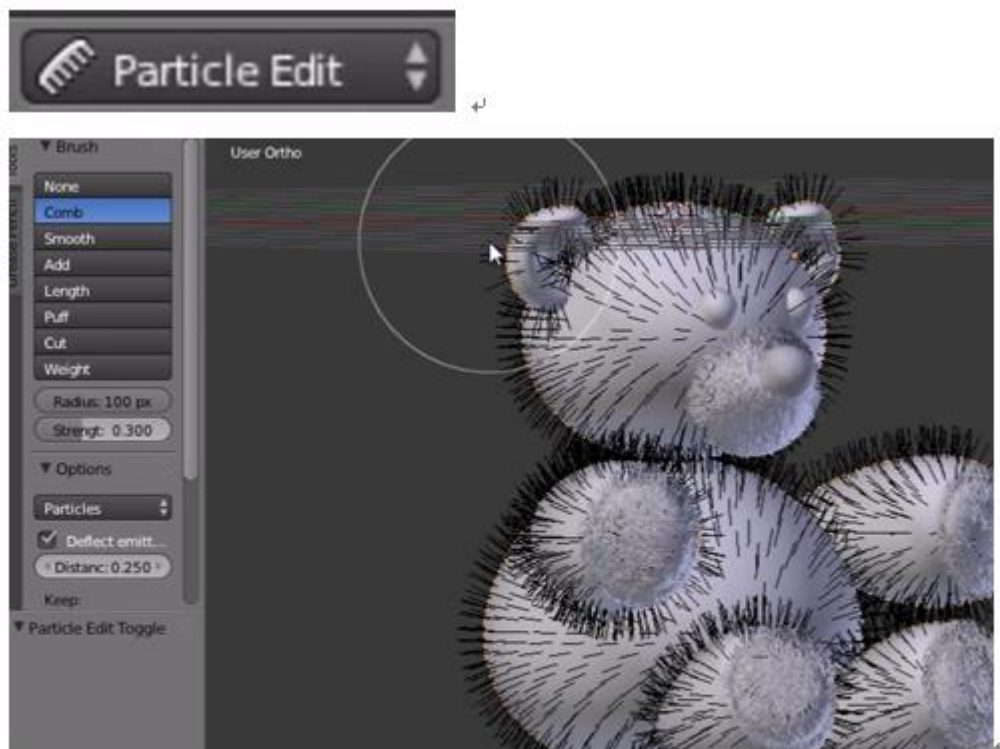 Particle Edit
▼ Brush
User Ortho
None
Comb
Smooth
Add
Length
Puff
Cut
Weight
Radius: 100 px
Strengt: 0.300
▼ Options
Particles
Deflect emitt...
Distanc: 0.250
Keep:
▼ Particle Edit Toggle